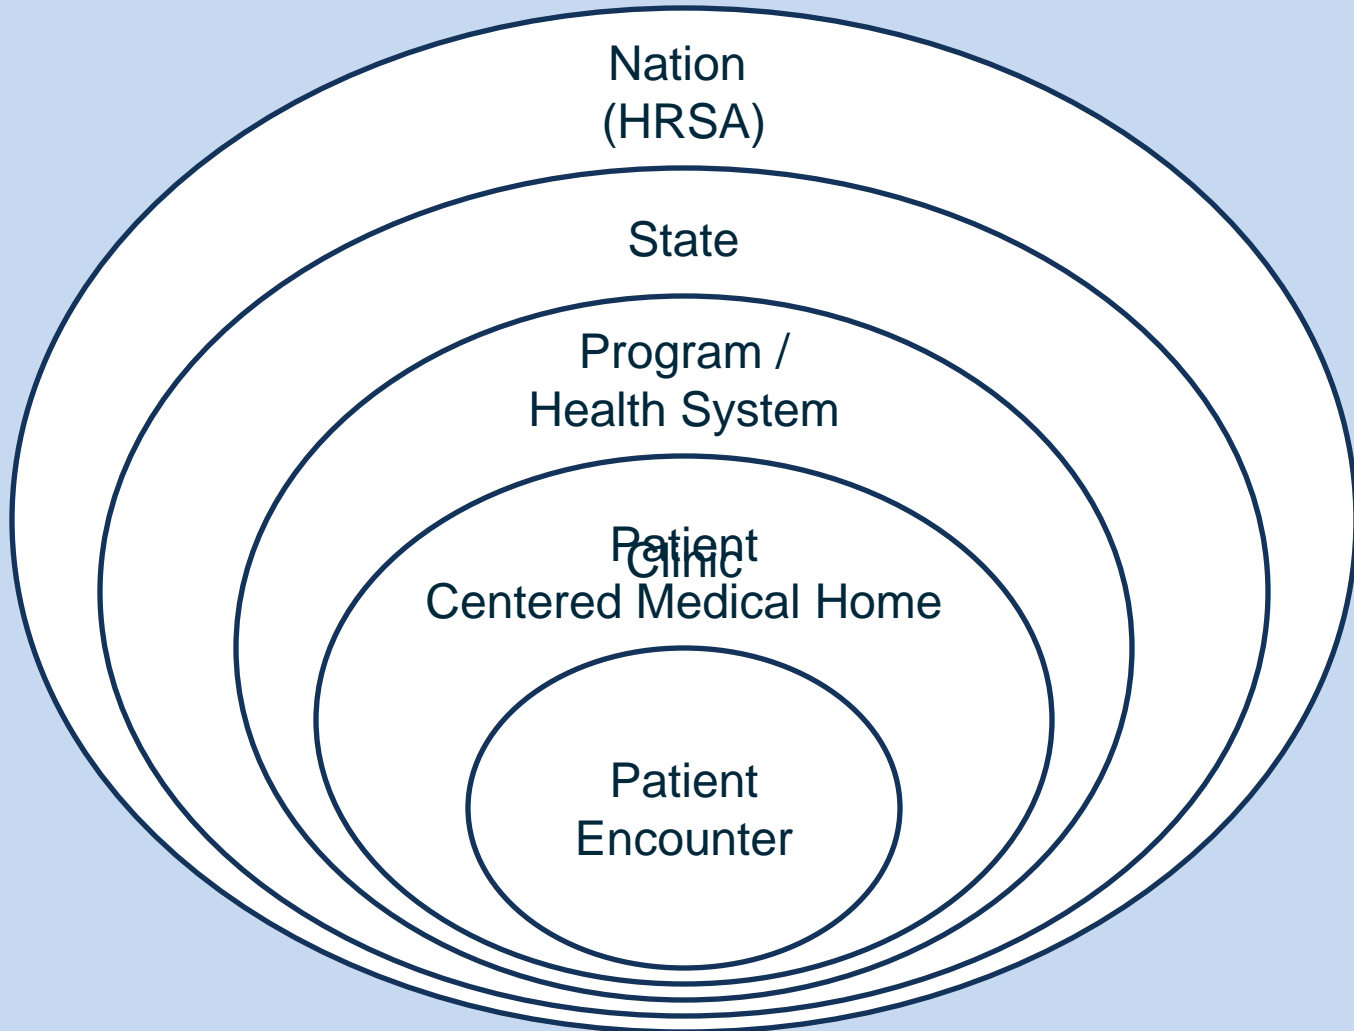 Nation
(HRSA)
State
Program /
Health System
Patient
Clinic
Centered Medical Home
Patient
Encounter